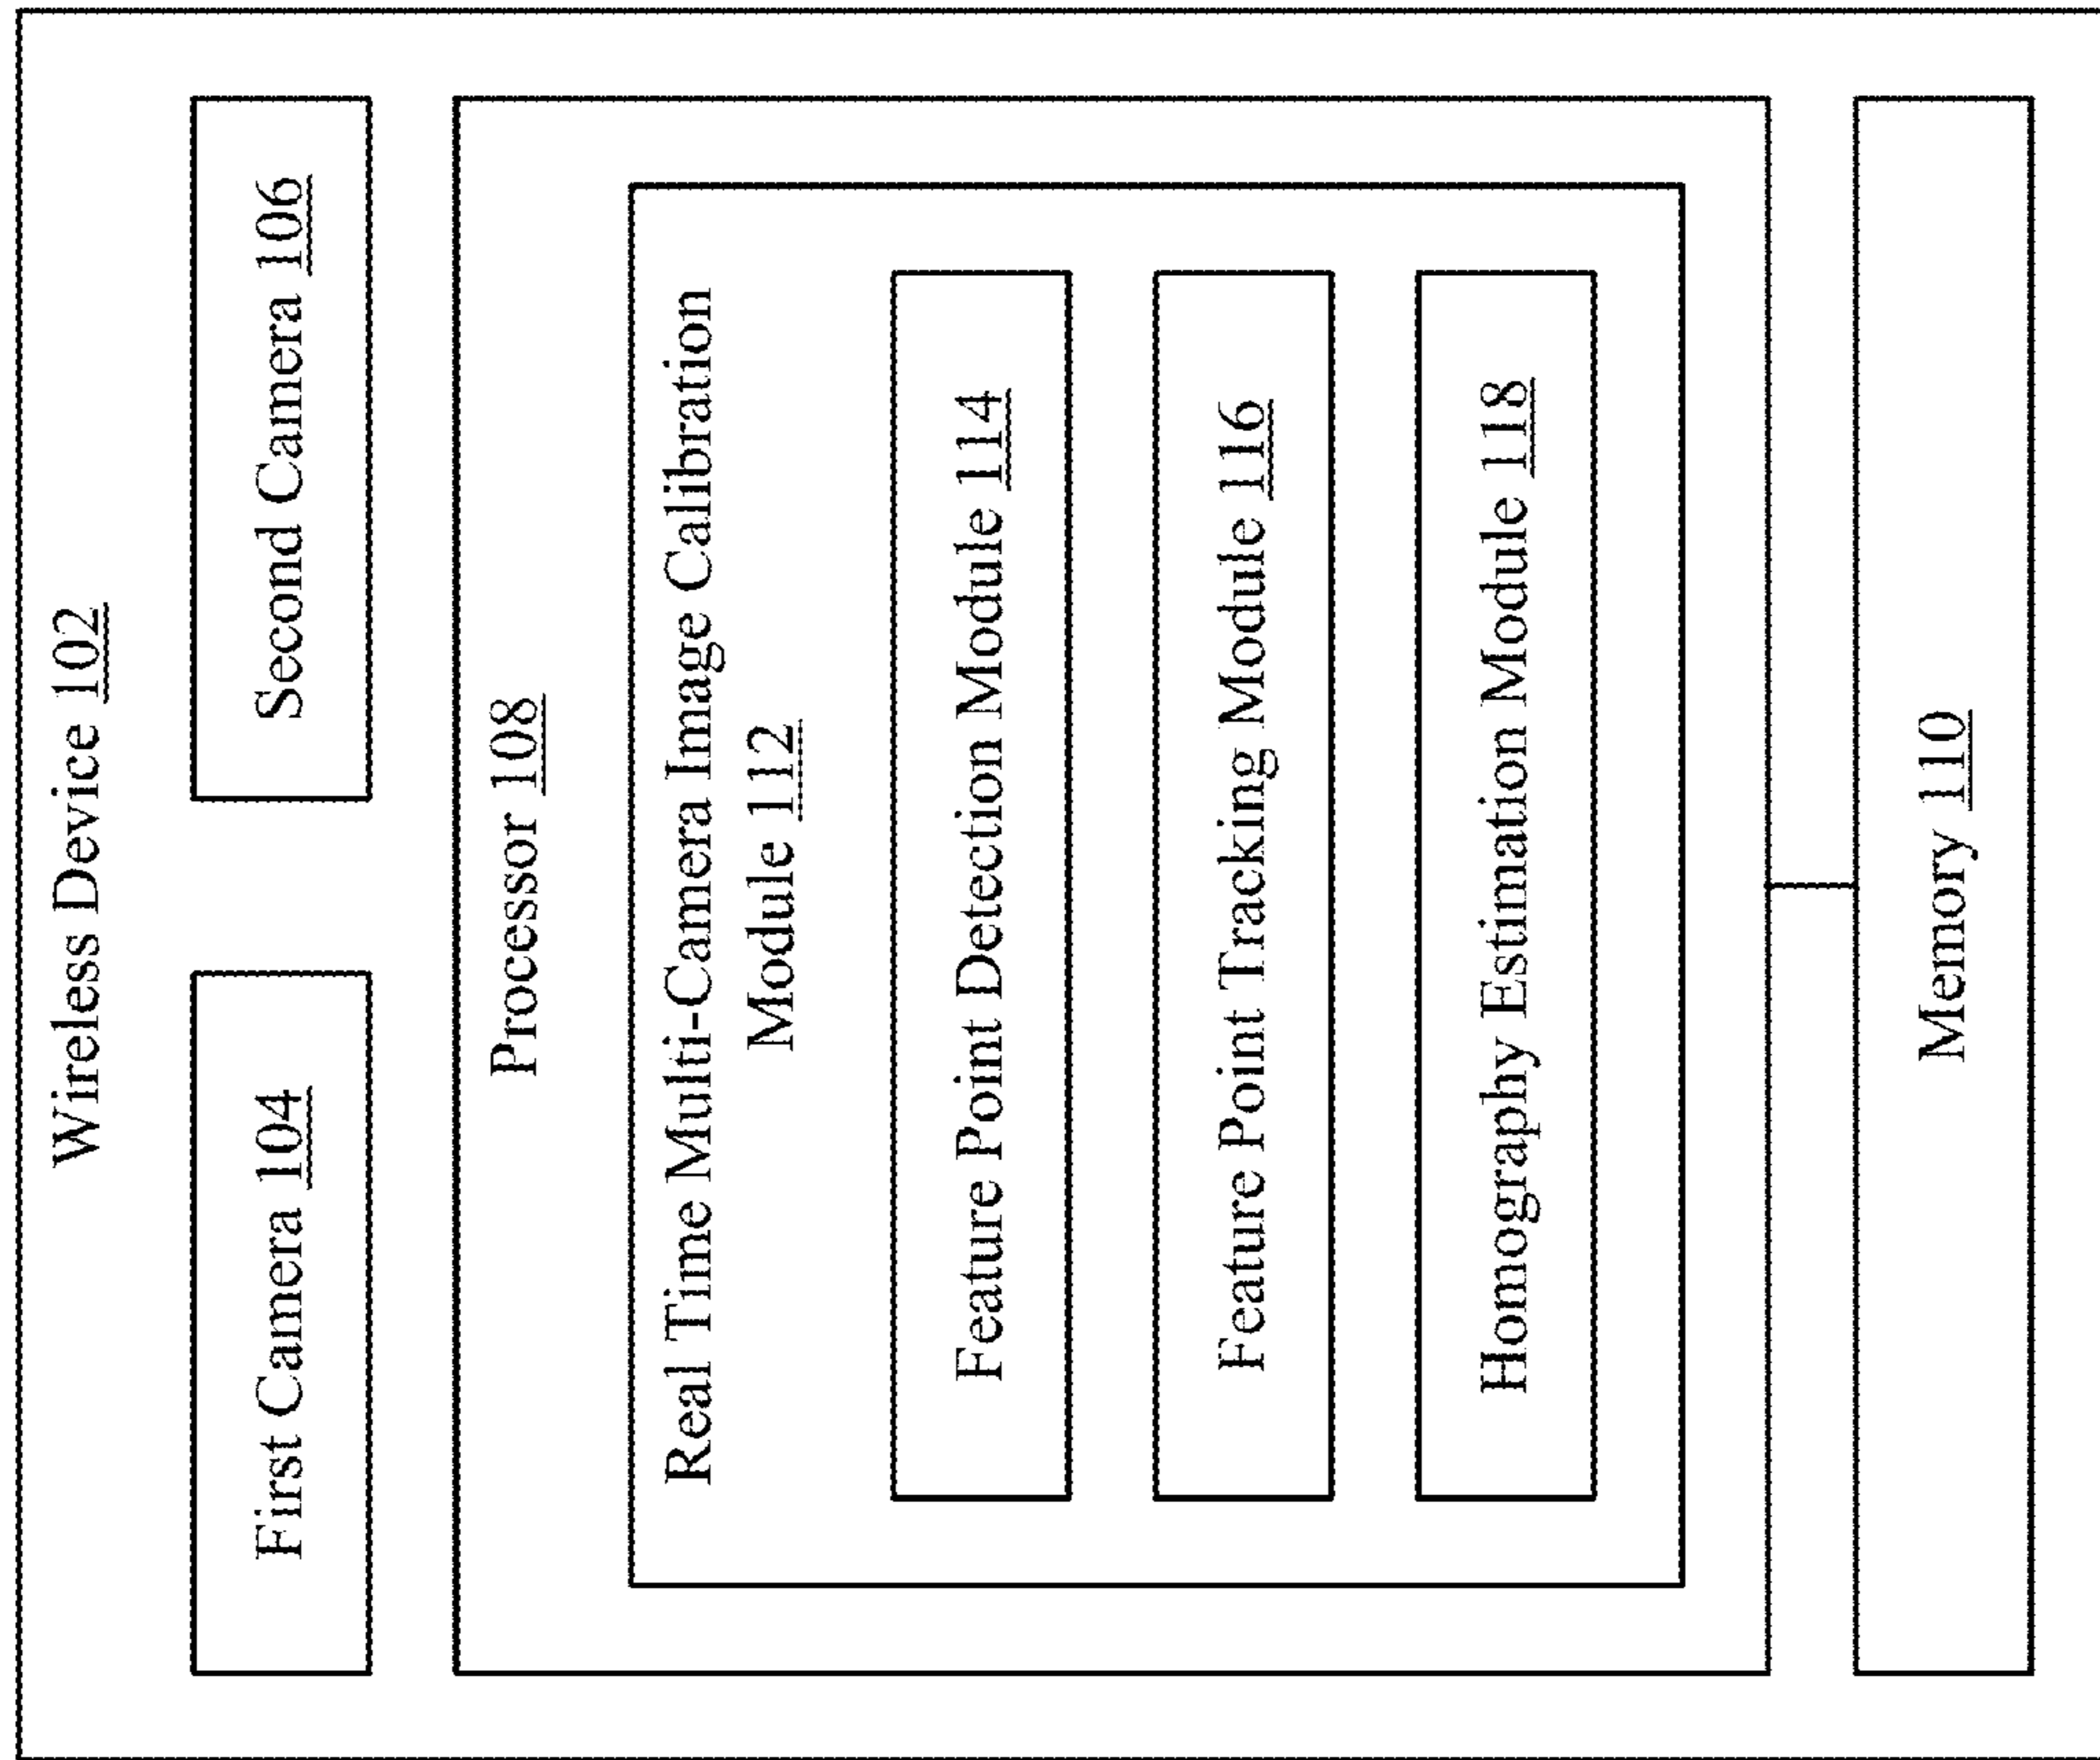 Wireless Device 102
First Camera 104
Second Camera 106
Processor 108
Real Time Multi-Camera Image Calibration
Module 112
Feature Point Detection Module 114
Feature Point Tracking Module 116
Homography Estimation Module 118
Memory 110